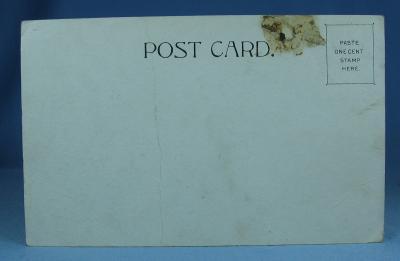 POST CARD.
PASTE
ONE CENT
STAMP
HERE.